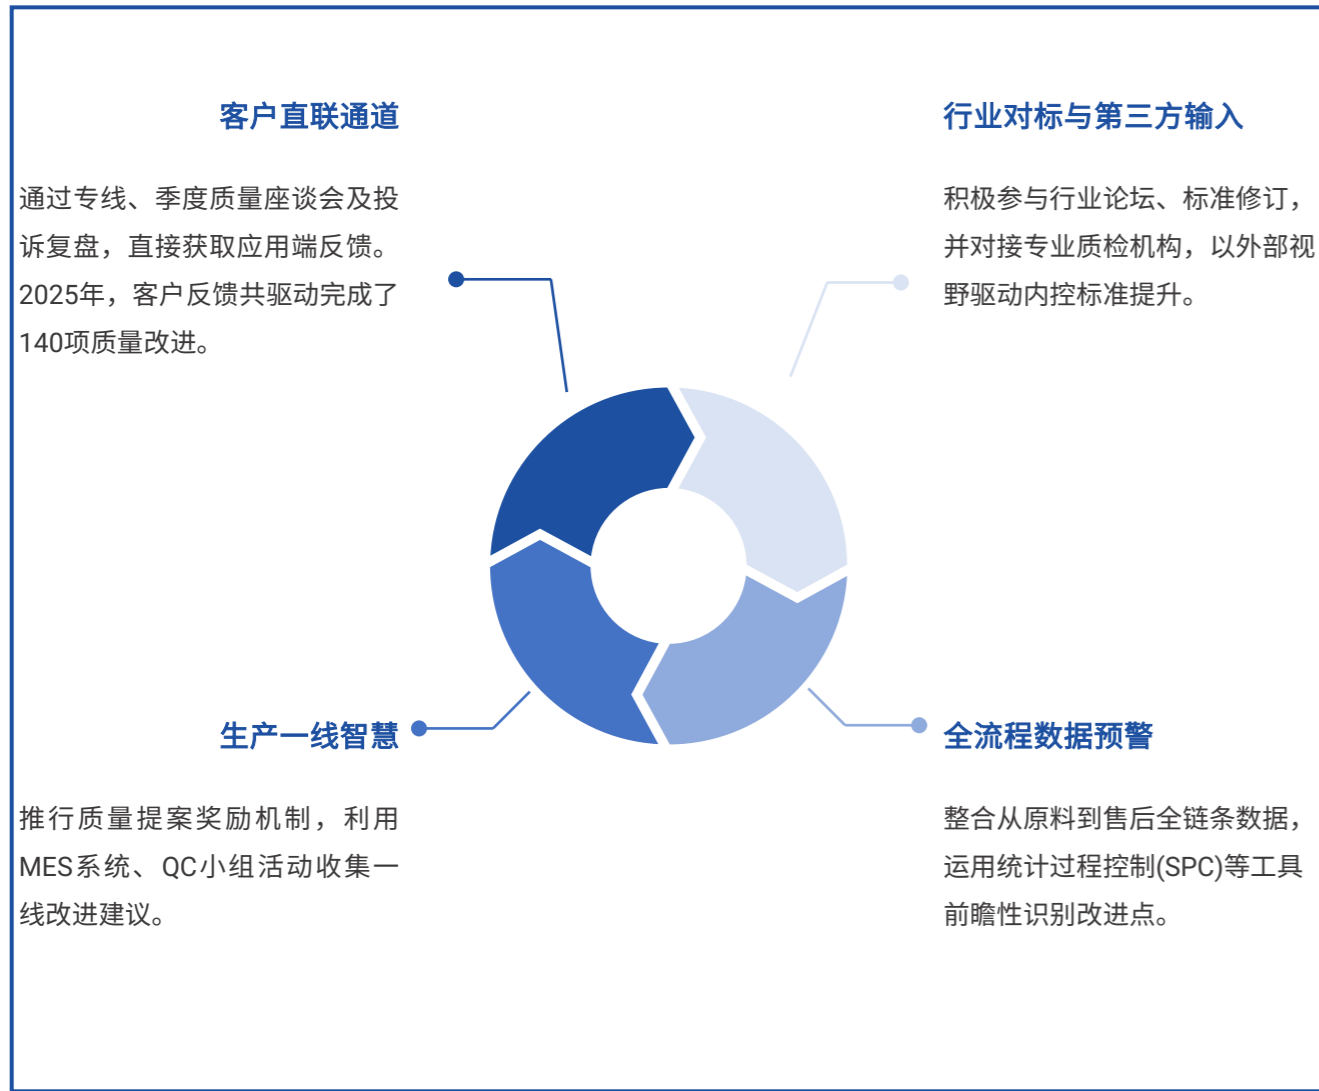 客户直联通道
通过专线、季度质量座谈会及投
诉复盘，直接获取应用端反馈。
2025年，客户反馈共驱动完成了
140项质量改进。
行业对标与第三方输入
积极参与行业论坛、标准修订，
并对接专业质检机构，以外部视
野驱动内控标准提升。
生产一线智慧
推行质量提案奖励机制，利用
MES系统、QC小组活动收集一
线改进建议。
全流程数据预警
整合从原料到售后全链条数据，
运用统计过程控制(SPC)等工具
前瞻性识别改进点。